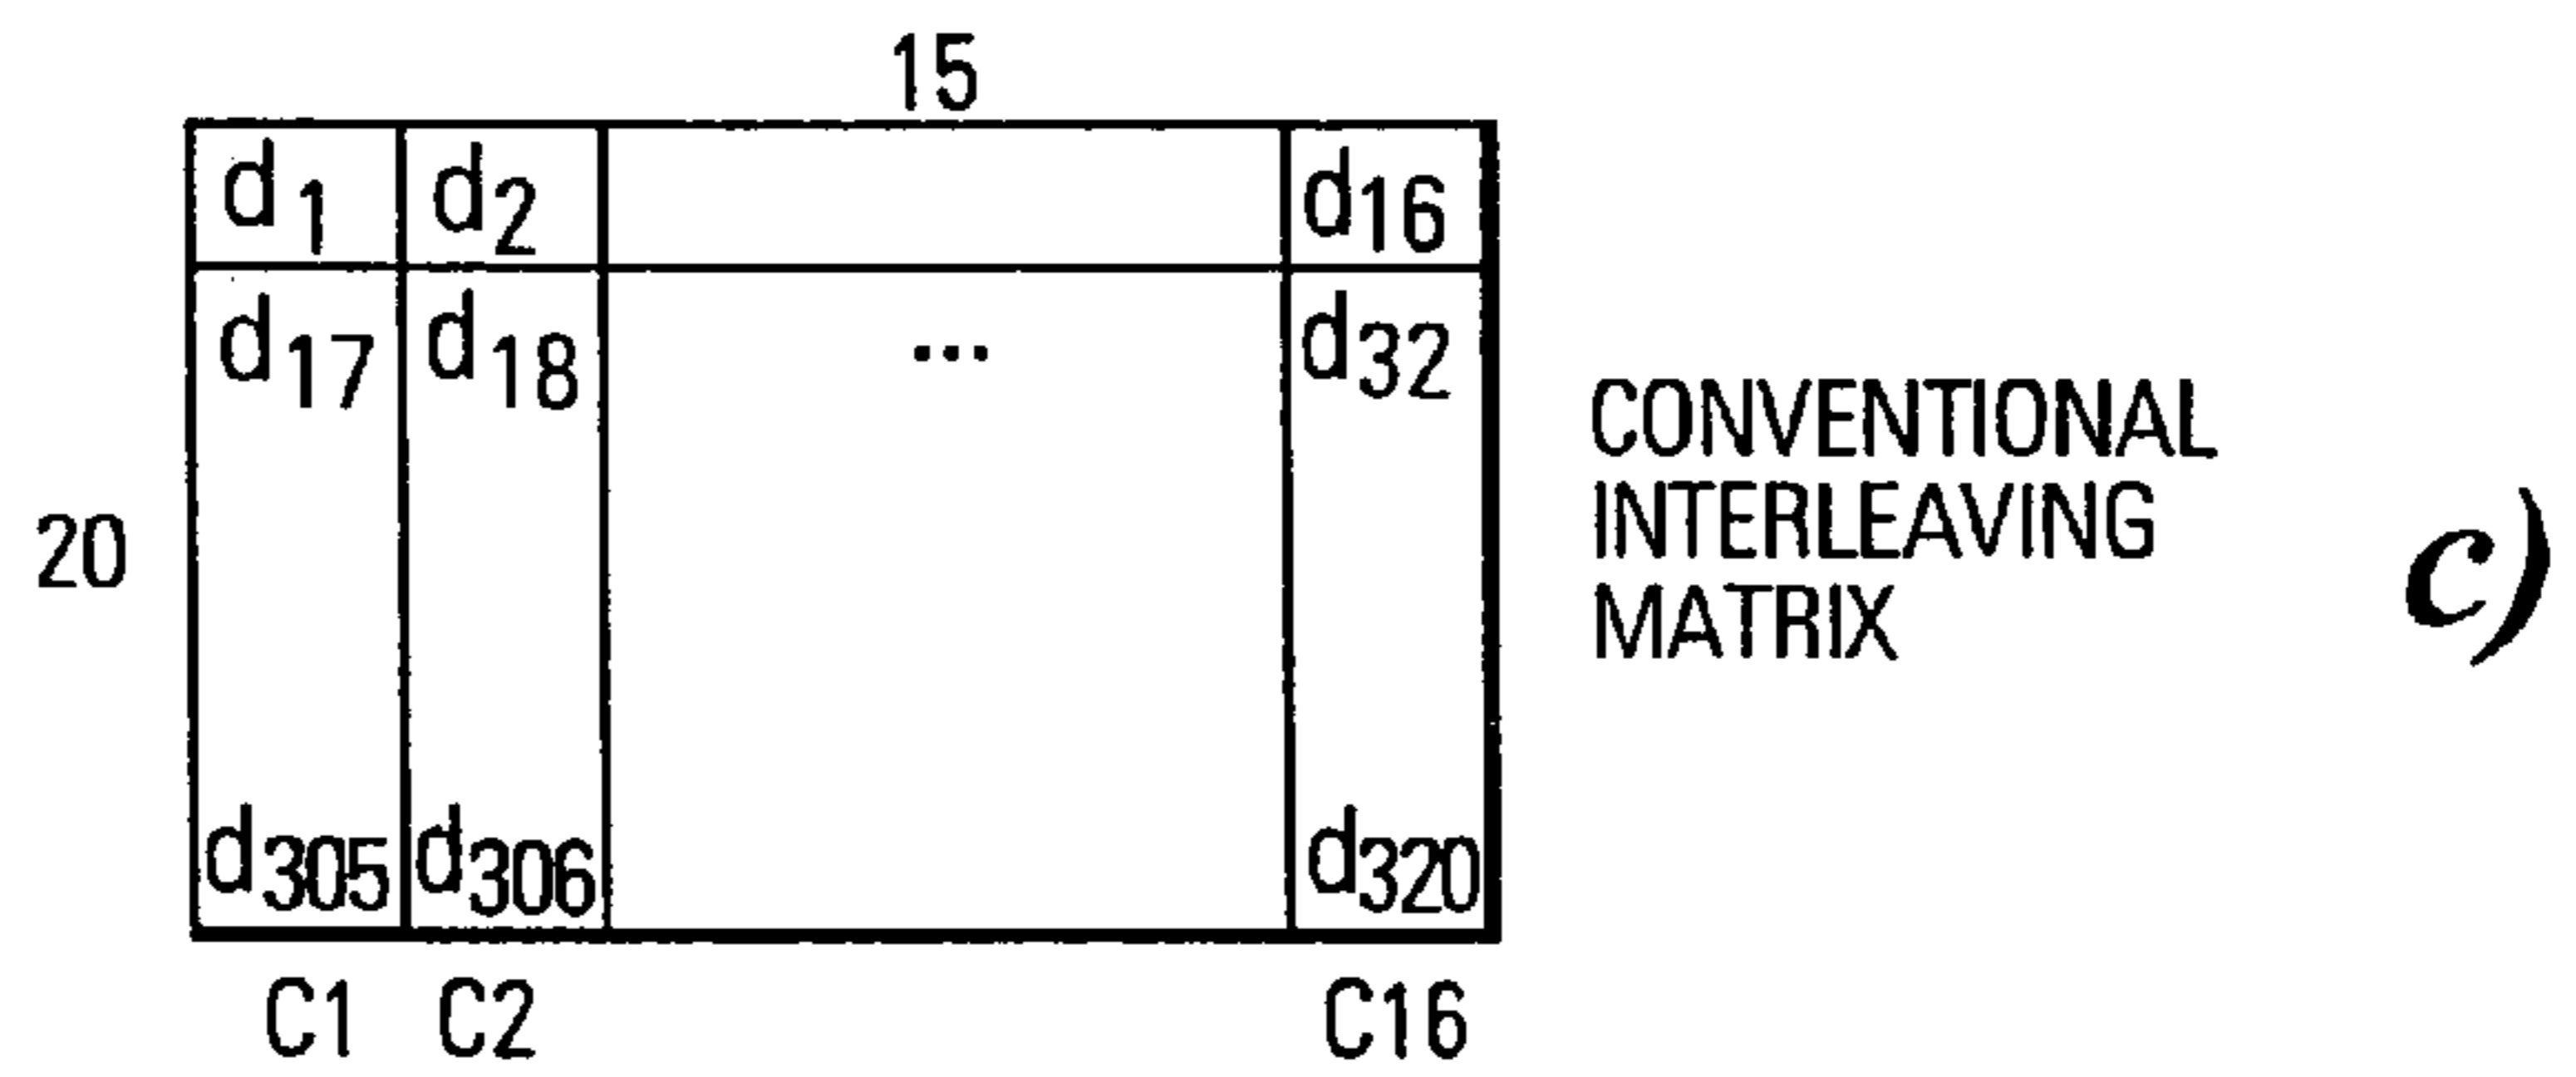 15
d1 d2 d16
d17 d18 ... d32
20
CONVENTIONAL
INTERLEAVING
MATRIX
c)
d305 d306 d320
C1 C2 C16